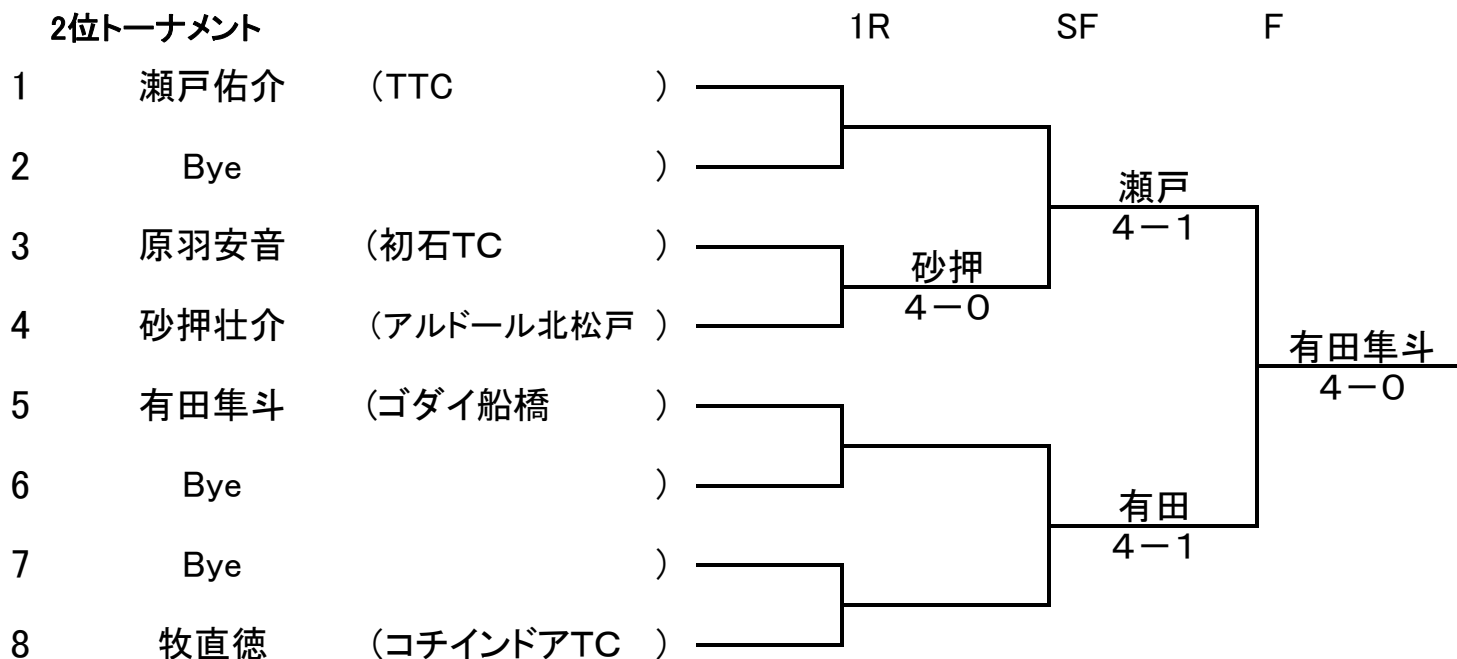 2位トーナメント 1R SF F
1 瀬戸佑介 (TTC )
2 Bye )
瀬戸
4-1
3 原羽安音 (初石TC )
砂押
4-0
4 砂押壮介 (アルドール北松戸 )
有田隼斗
4-0
5 有田隼斗 (ゴダイ船橋 )
6 Bye )
有田
4-1
7 Bye )
8 牧直徳 (コチインドアTC )